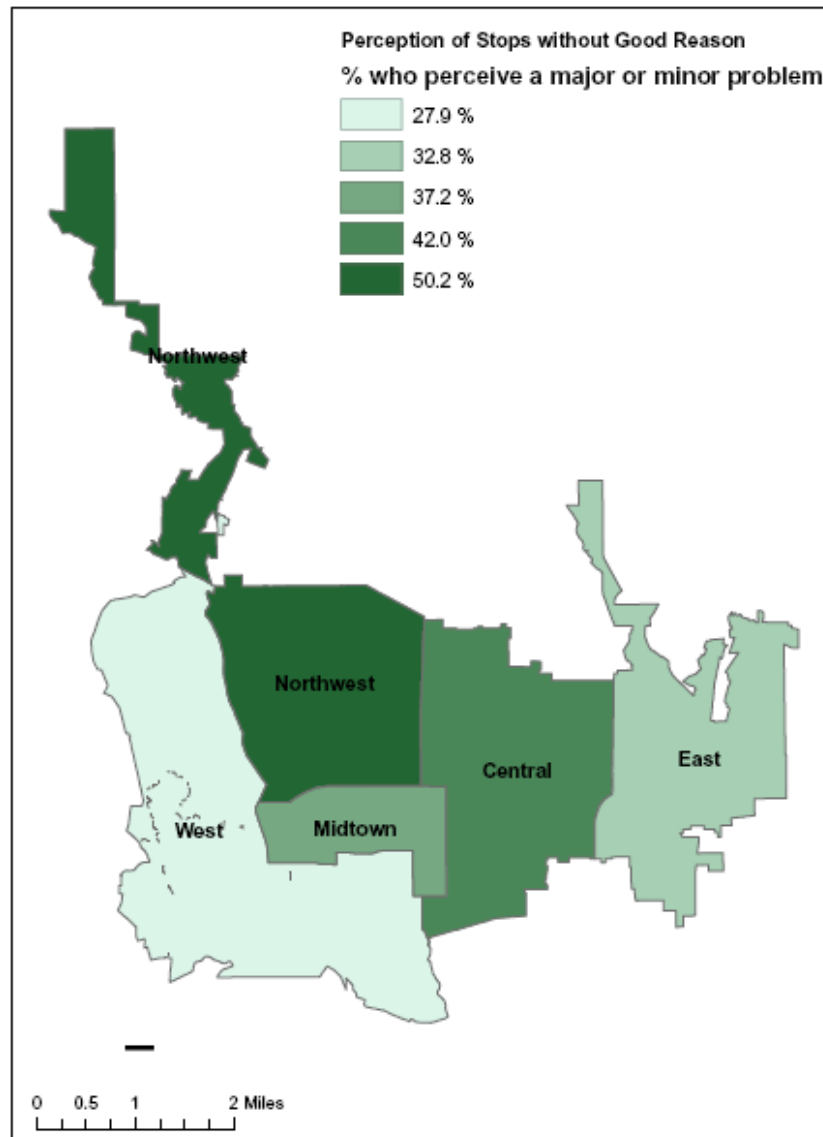 Perception of Stops without Good Reason
% who perceive a major or minor problem
27.9 %
32.8 %
37.2 %
42.0 %
50.2 %
Northwest
Northwest
Central
East
West
Midtown
0 0.5 1 2 Miles